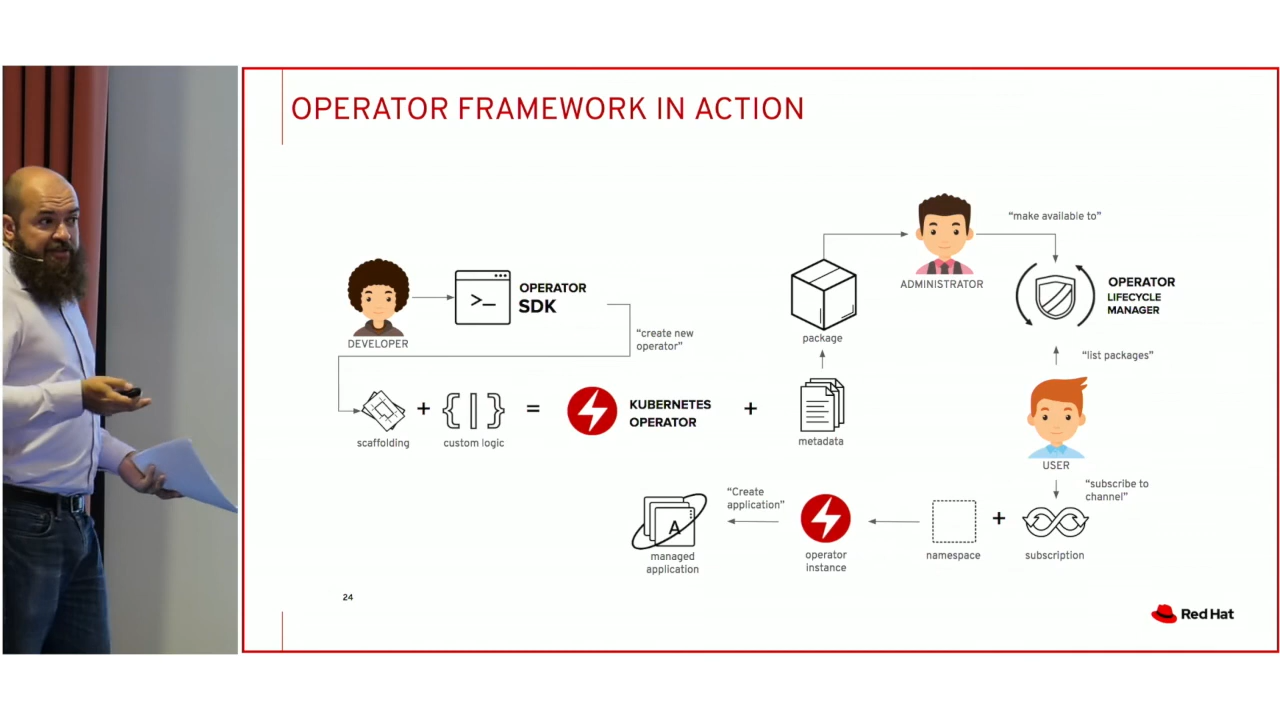 OPERATOR FRAMEWORK IN ACTION
"make available to"
ADMINISTRATOR
OPERATOR
LIFECYCLE
MANAGER
OPERATOR
SDK
DEVELOPER
"create new
operator"
package
"list packages"
scaffolding
+
{|}
custom logic
=
KUBERNETES
OPERATOR
+
metadata
USER
"subscribe to
channel"
"Create
application"
A
managed
application
operator
instance
namespace
+
subscription
24
Red Hat